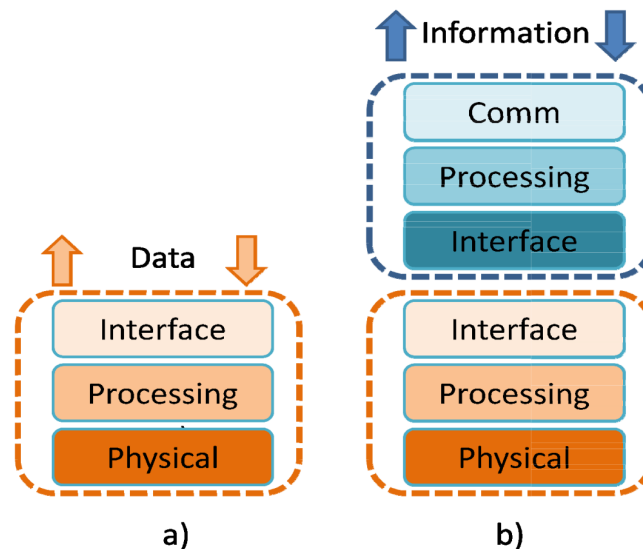 Information
Comm
Processing
Interface
Data
Interface
Processing
Physical
Interface
Processing
Physical
a)
b)